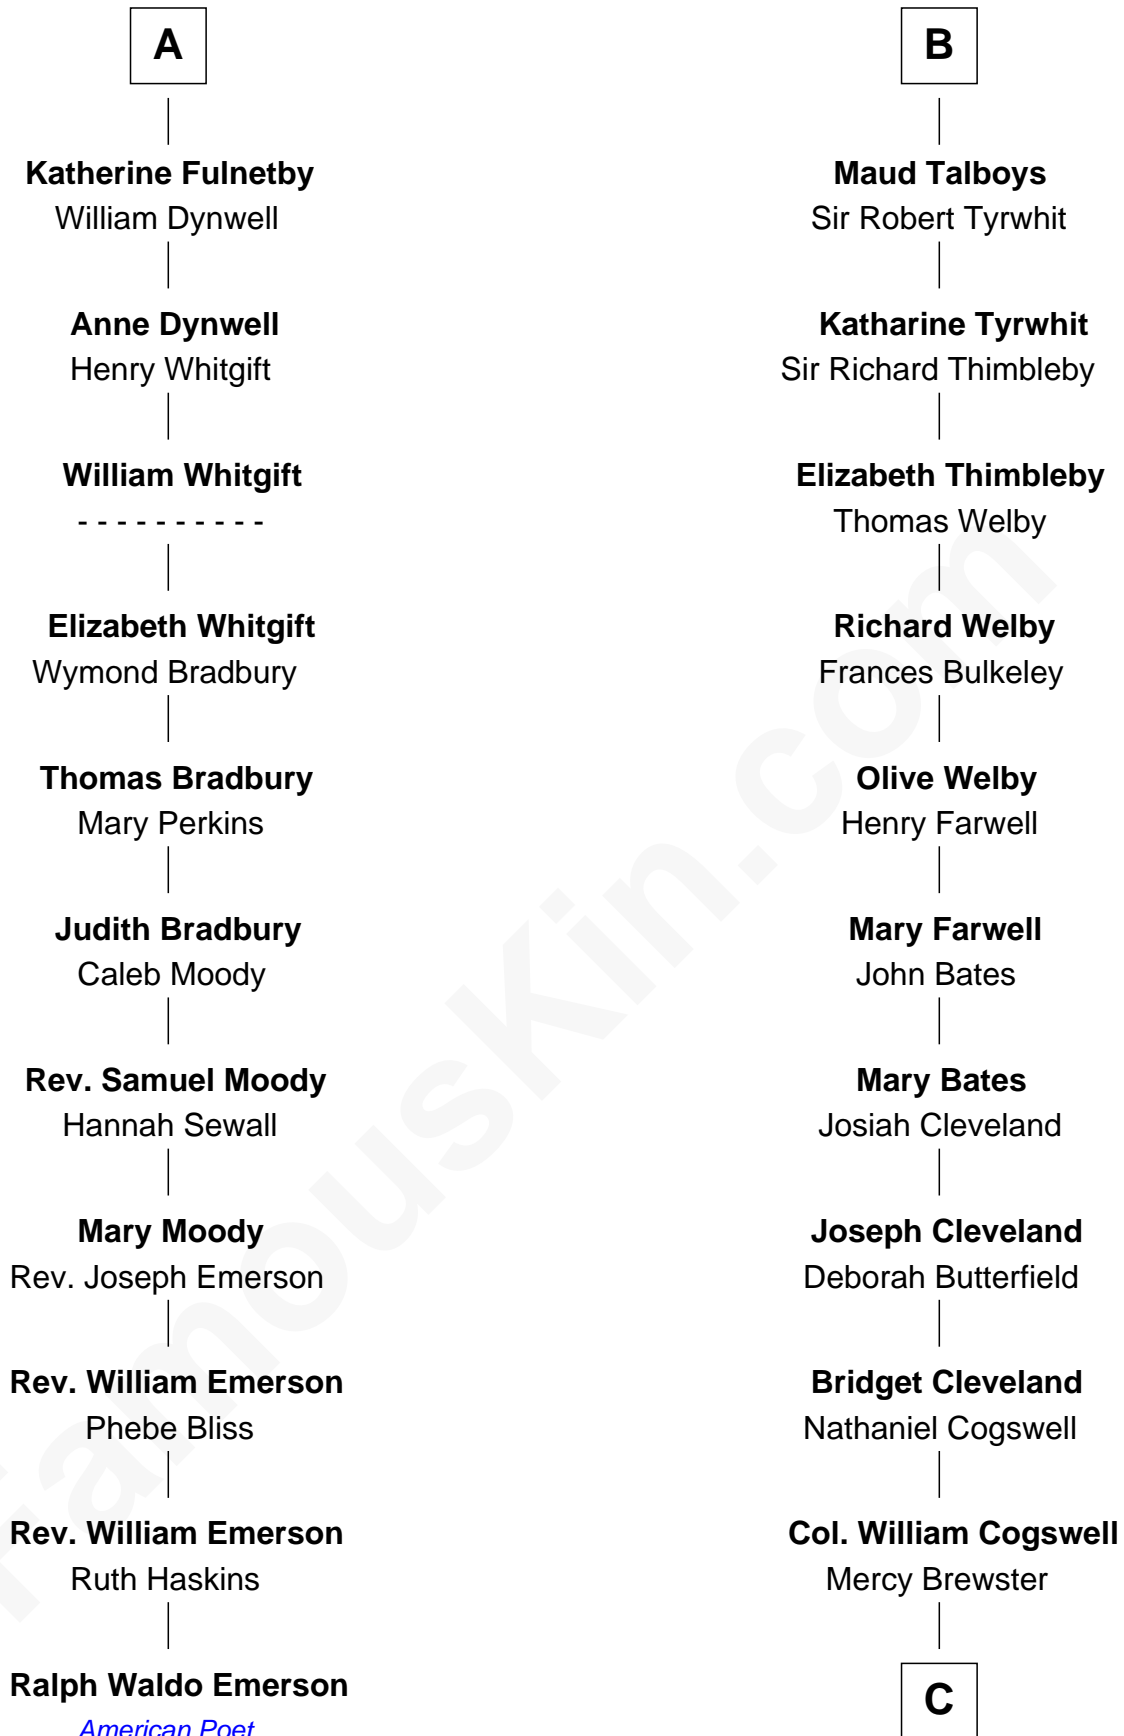 A
Katherine Fulnetby
William Dynwell
Anne Dynwell
Henry Whitgift
William Whitgift
- - - - - - - - - -
Elizabeth Whitgift
Wymond Bradbury
Thomas Bradbury
Mary Perkins
Judith Bradbury
Caleb Moody
Rev. Samuel Moody
Hannah Sewall
Mary Moody
Rev. Joseph Emerson
Rev. William Emerson
Phebe Bliss
Rev. William Emerson
Ruth Haskins
Ralph Waldo Emerson
American Poet
B
Maud Talboys
Sir Robert Tyrwhit
Katharine Tyrwhit
Sir Richard Thimbleby
Elizabeth Thimbleby
Thomas Welby
Richard Welby
Frances Bulkeley
Olive Welby
Henry Farwell
Mary Farwell
John Bates
Mary Bates
Josiah Cleveland
Joseph Cleveland
Deborah Butterfield
Bridget Cleveland
Nathaniel Cogswell
Col. William Cogswell
Mercy Brewster
C
FamousKin.com